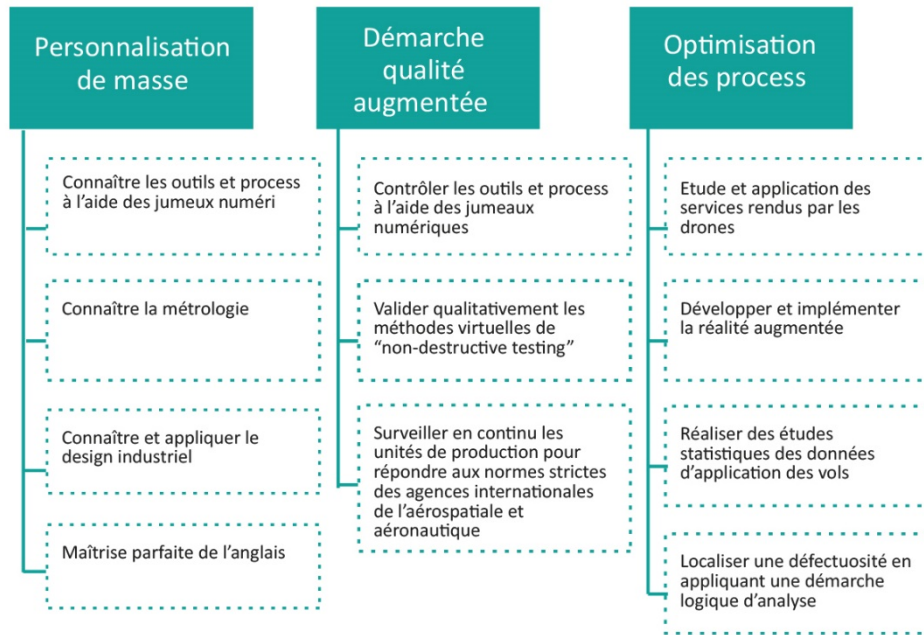 Personnalisation
de masse
Connaître les outils et process
à l'aide des jumeux numéri
Connaître la métrologie
Connaître et appliquer le
design industriel
Maîtrise parfaite de l'anglais
Démarche
qualité
augmentée
Contrôler les outils et process
à l'aide des jumeaux
numériques
Valider qualitativement les
méthodes virtuelles de
“non-destructive testing”
Surveiller en continu les
unités de production pour
répondre aux normes strictes
des agences internationales
de l'aérospatiale et
aéronautique
Optimisation
des process
Etude et application des
services rendus par les
drones
Développer et implémenter
la réalité augmentée
Réaliser des études
statistiques des données
d'application des vols
Localiser une défectuosité en
appliquant une démarche
logique d'analyse